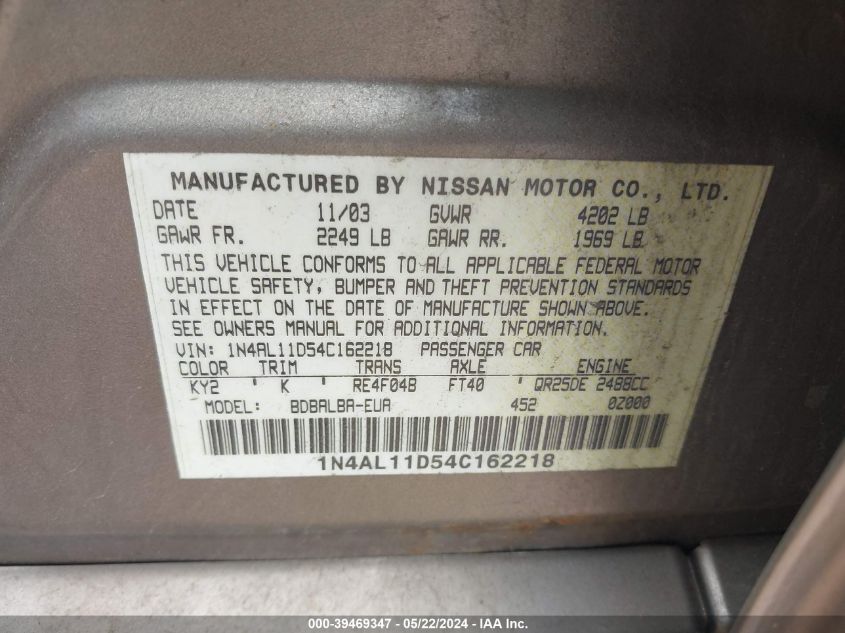 MANUFACTURED BY NISSAN MOTOR CO., LTD.
DATE 11/03 GVWR 4202 LB
GAWR FR. 2249 LB GAWR RR. 1969 LB
THIS VEHICLE CONFORMS TO ALL APPLICABLE FEDERAL MOTOR
VEHICLE SAFETY, BUMPER AND THEFT PREVENTION STANDARDS
IN EFFECT ON THE DATE OF MANUFACTURE SHOWN ABOVE.
SEE OWNERS MANUAL FOR ADDITIONAL INFORMATION.
VIN: 1N4AL11D54C162218 PASSENGER CAR
COLOR TRIM TRANS AXLE ENGINE
KY2 ' K RE4F04B FT40 ' QR25DE 2488CC
MODEL: BDBALBA-EUA 452 0Z000
1N4AL11D54C162218
000-39469347 - 05/22/2024 - IAA Inc.